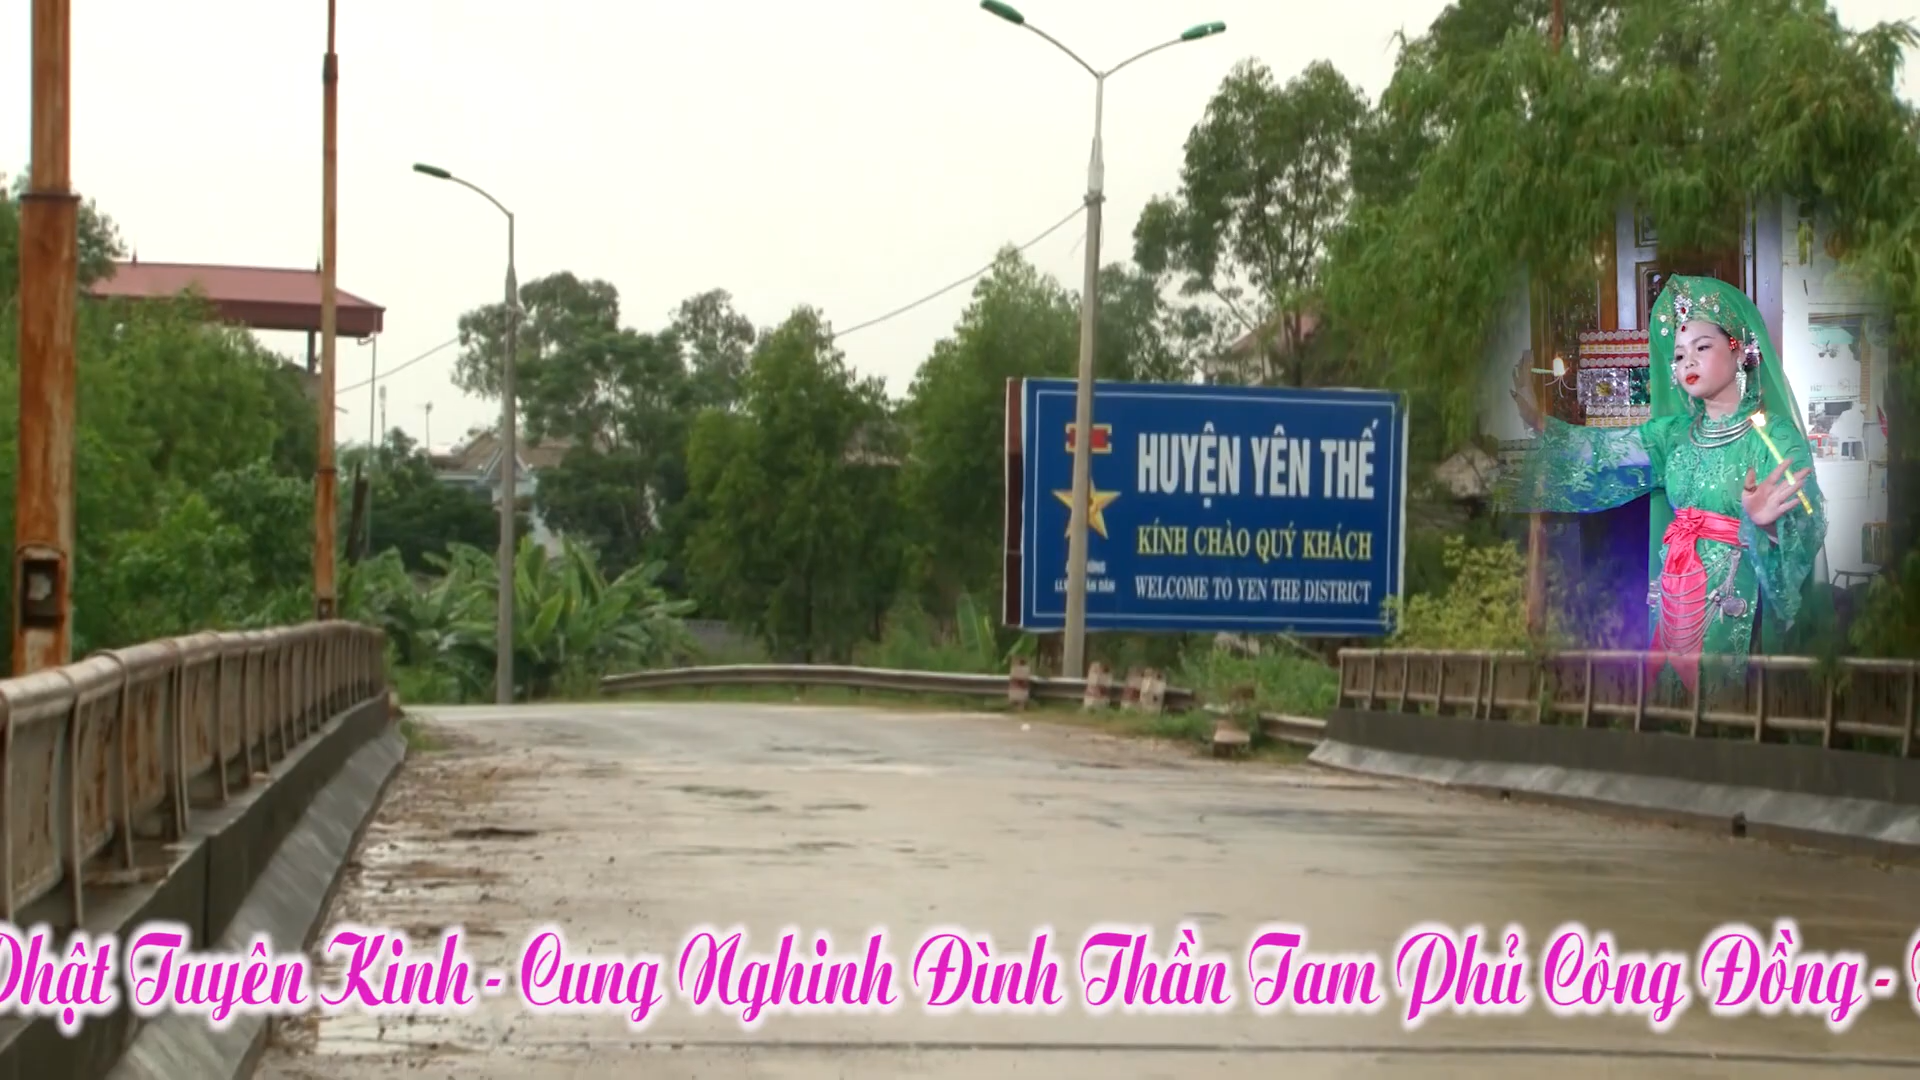 HUYỆN YÊN THẾ
KÍNH CHÀO QUÝ KHÁCH
WELCOME TO YEN THE DISTRICT
Phật Tuyên Kinh - Cung Nghinh Đình Thần Tam Phủ Công Đồng -